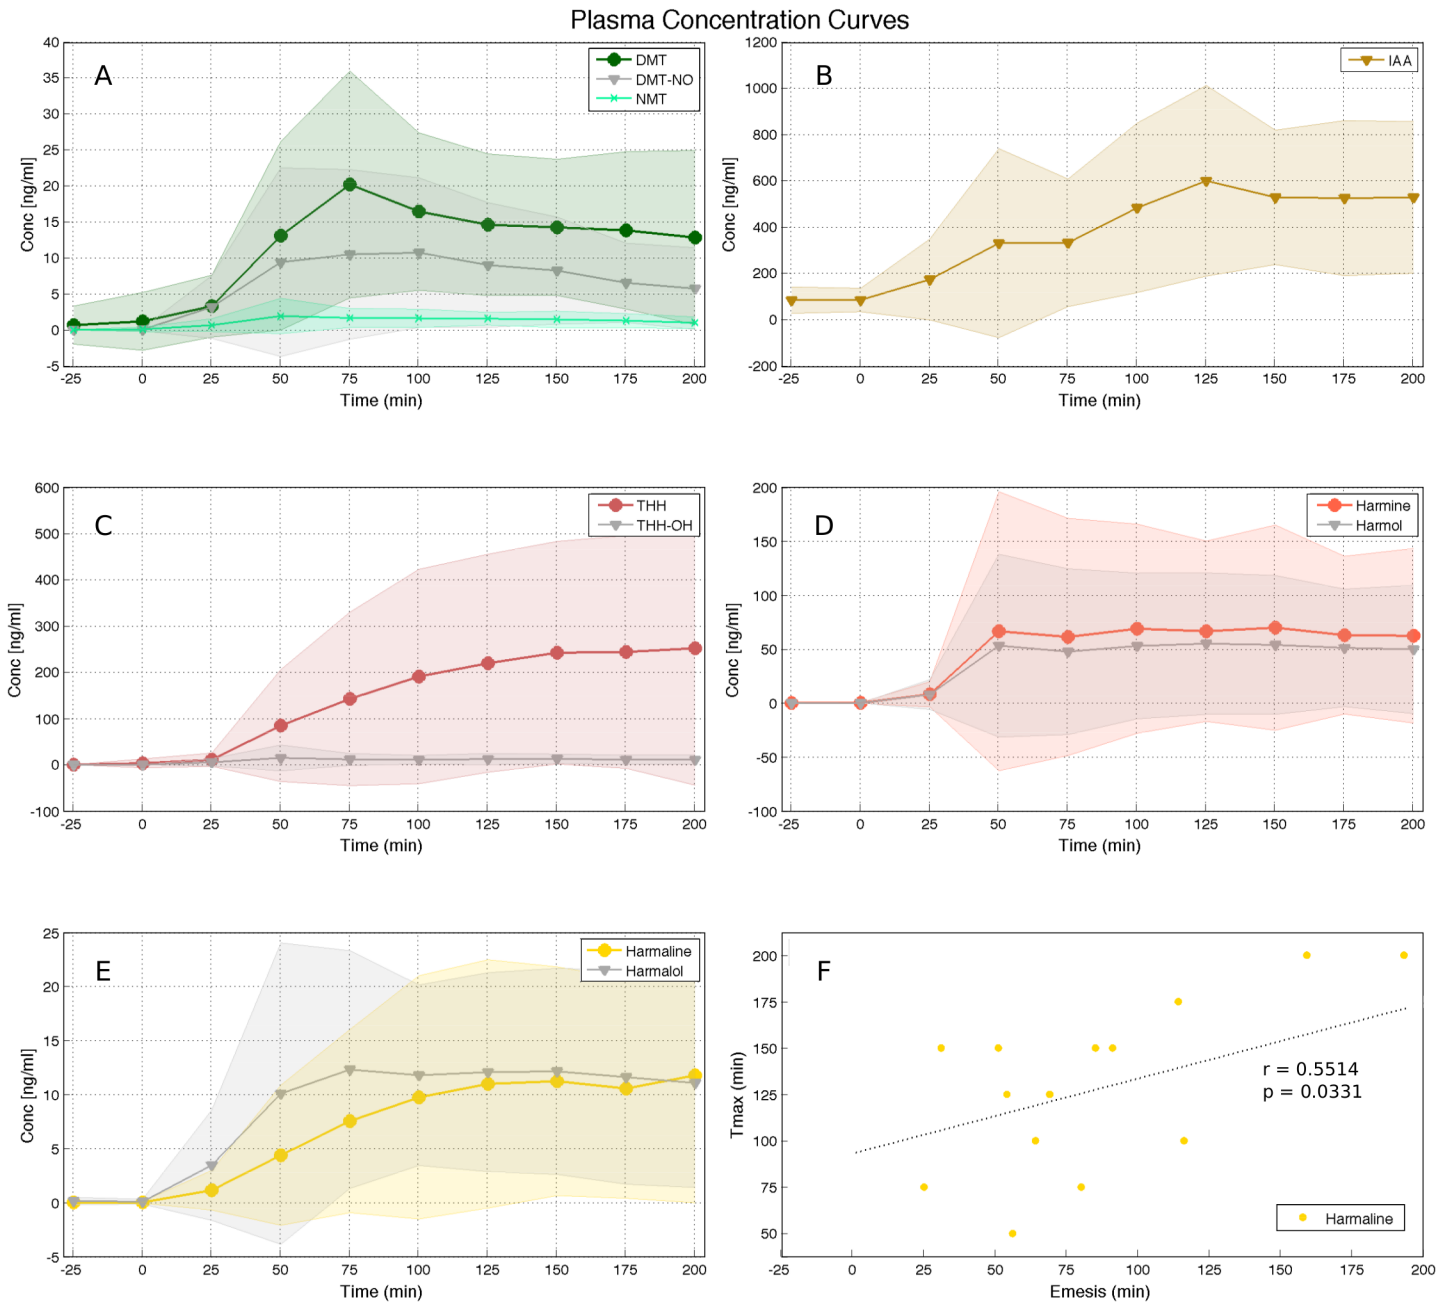 Plasma Concentration Curves
A
DMT
DMT-NO
NMT
40
35
30
25
20
15
10
5
0
-5
Conc [ng/ml]
-25 0 25 50 75 100 125 150 175 200
Time (min)
B
IAA
1200
1000
800
600
400
200
0
-200
Conc [ng/ml]
-25 0 25 50 75 100 125 150 175 200
Time (min)
C
THH
THH-OH
600
500
400
300
200
100
0
-100
Conc [ng/ml]
-25 0 25 50 75 100 125 150 175 200
Time (min)
D
Harmine
Harmol
200
150
100
50
0
-50
-100
Conc [ng/ml]
-25 0 25 50 75 100 125 150 175 200
Time (min)
E
Harmaline
Harmalol
25
20
15
10
5
0
-5
Conc [ng/ml]
-25 0 25 50 75 100 125 150 175 200
Time (min)
F
200
175
150
125
100
75
50
Tmax (min)
r = 0.5514
p = 0.0331
Harmaline
-25 0 25 50 75 100 125 150 175 200
Emesis (min)